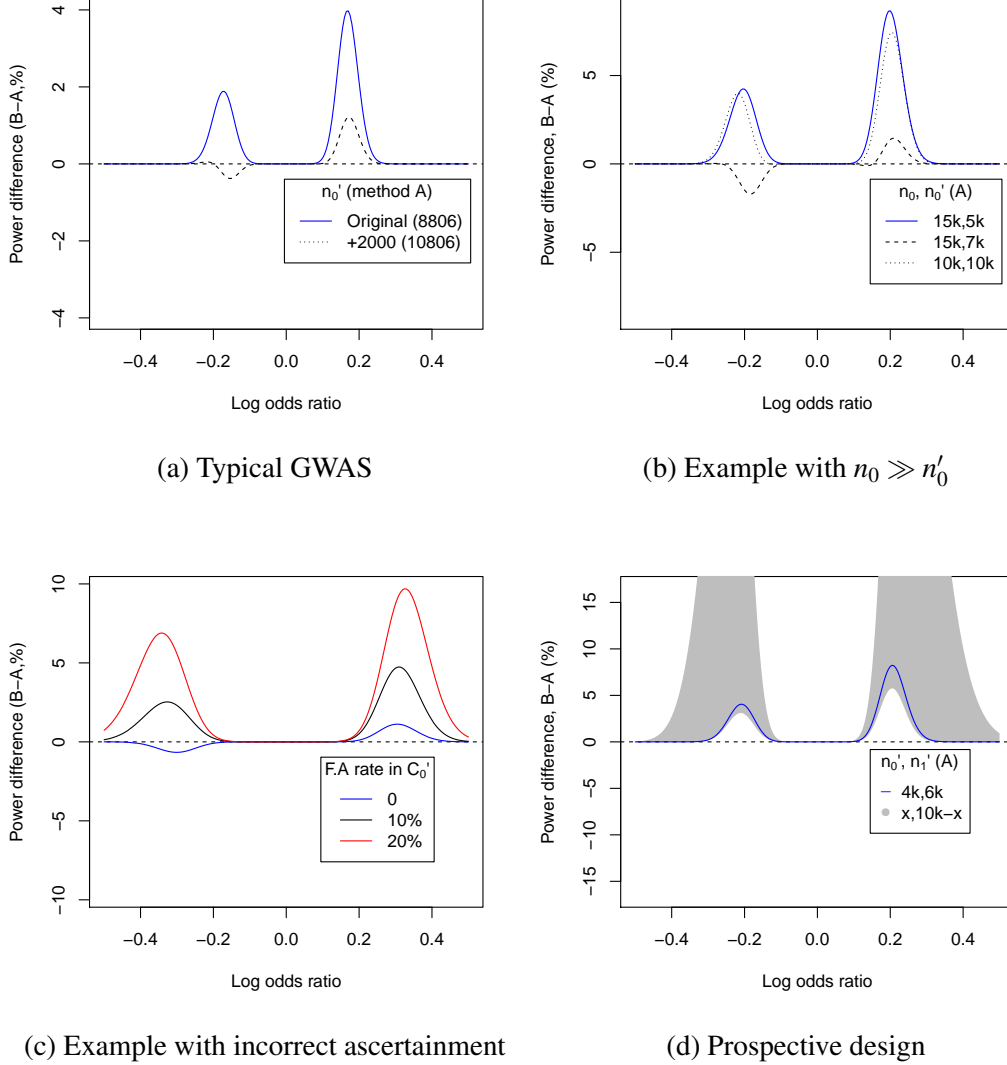 Power difference (B−A,%)
4
2
0
−2
−4
n0' (method A)
Original (8806)
+2000 (10806)
−0.4 −0.2 0.0 0.2 0.4
Log odds ratio
(a) Typical GWAS
Power difference, B−A (%)
5
0
−5
n0, n0' (A)
15k,5k
15k,7k
10k,10k
−0.4 −0.2 0.0 0.2 0.4
Log odds ratio
(b) Example with n₀ ≫ n₀′
Power difference (B−A,%)
10
5
0
−5
−10
F.A rate in C0'
0
10%
20%
−0.4 −0.2 0.0 0.2 0.4
Log odds ratio
(c) Example with incorrect ascertainment
Power difference, B−A (%)
15
10
5
0
−5
−10
−15
n0', n1' (A)
4k,6k
x,10k−x
−0.4 −0.2 0.0 0.2 0.4
Log odds ratio
(d) Prospective design